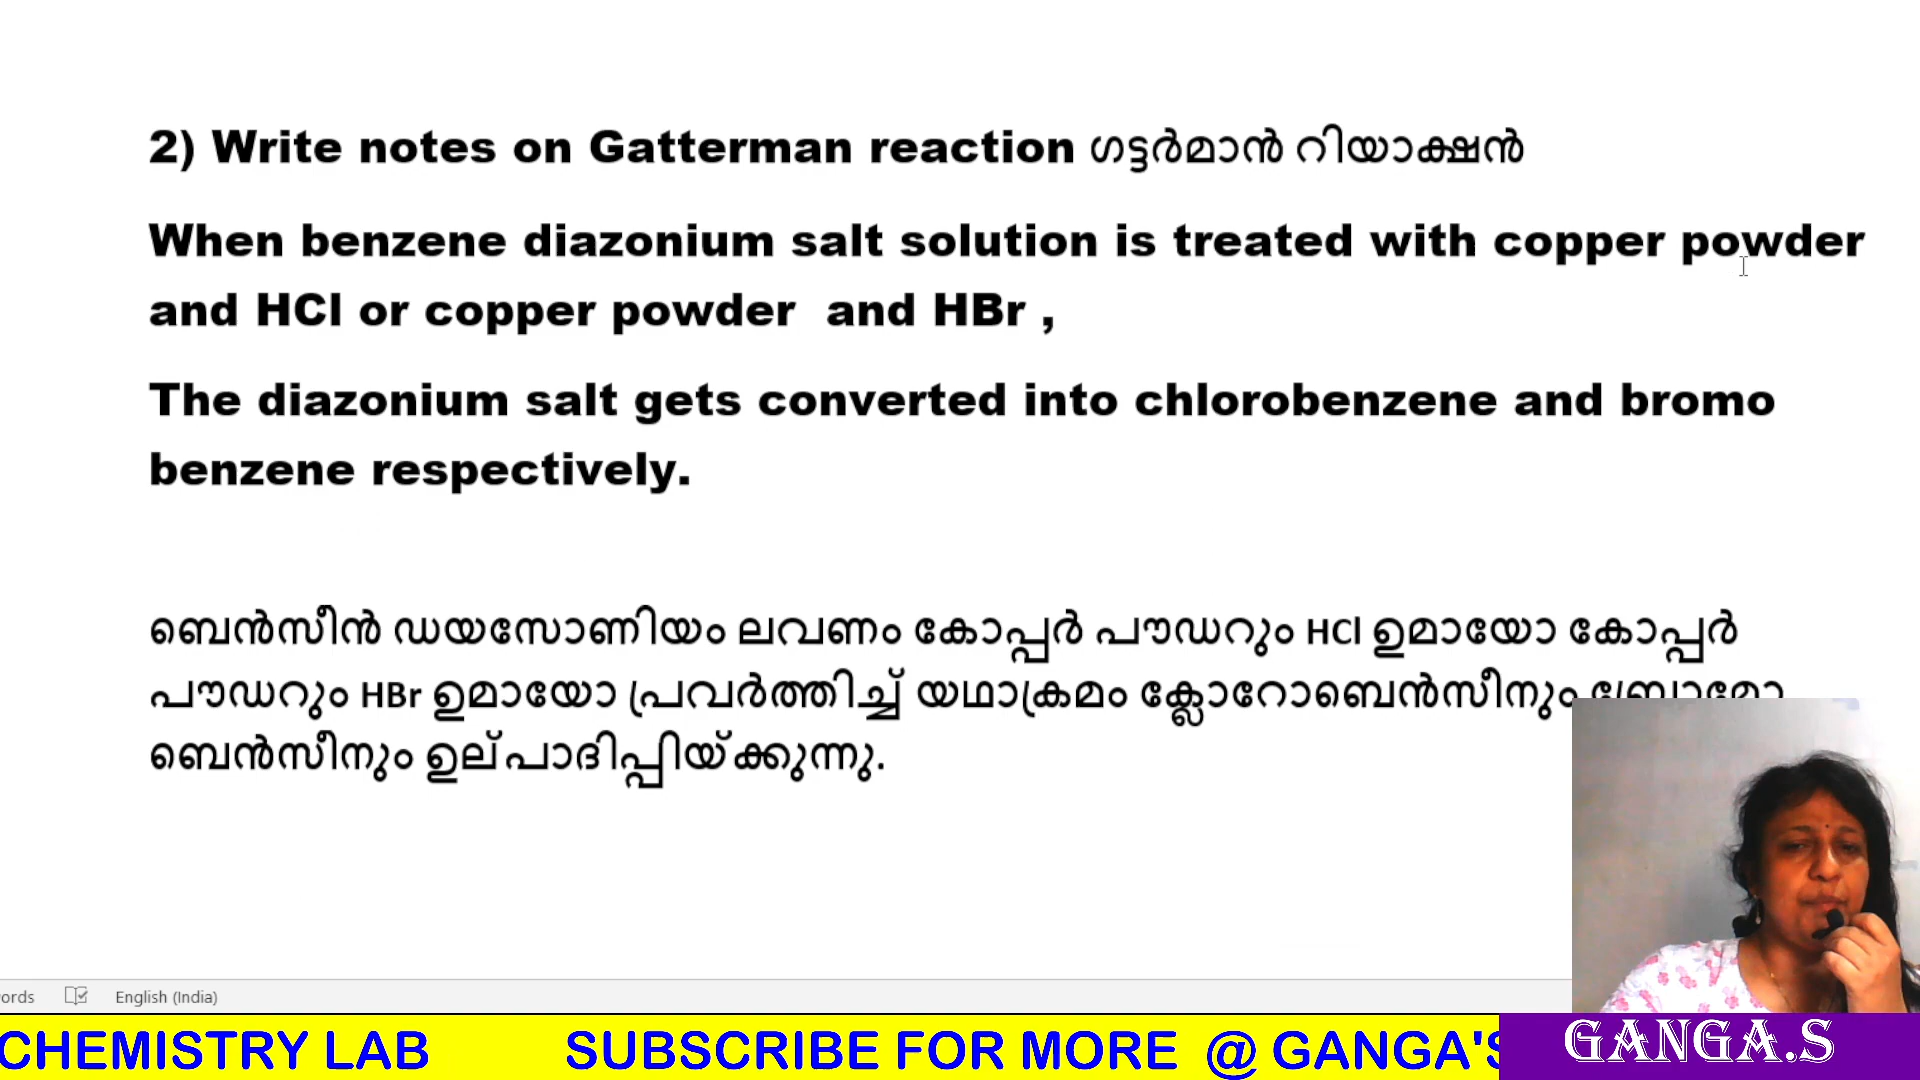 2) Write notes on Gatterman reaction ഗട്ടർമാൻ റിയാക്ഷൻ
When benzene diazonium salt solution is treated with copper powder
and HCl or copper powder and HBr ,
The diazonium salt gets converted into chlorobenzene and bromo
benzene respectively.
ബെൻസീൻ ഡയസോണിയം ലവണം കോപ്പർ പൗഡറും HCl ഉമായോ കോപ്പർ
പൗഡറും HBr ഉമായോ പ്രവർത്തിച്ച് യഥാക്രമം ക്ലോറോബെൻസീനും
ബെൻസീനും ഉല്പാദിപ്പിയ്ക്കുന്നു.
English (India)
CHEMISTRY LAB SUBSCRIBE FOR MORE @ GANGA'S
GANGA.S